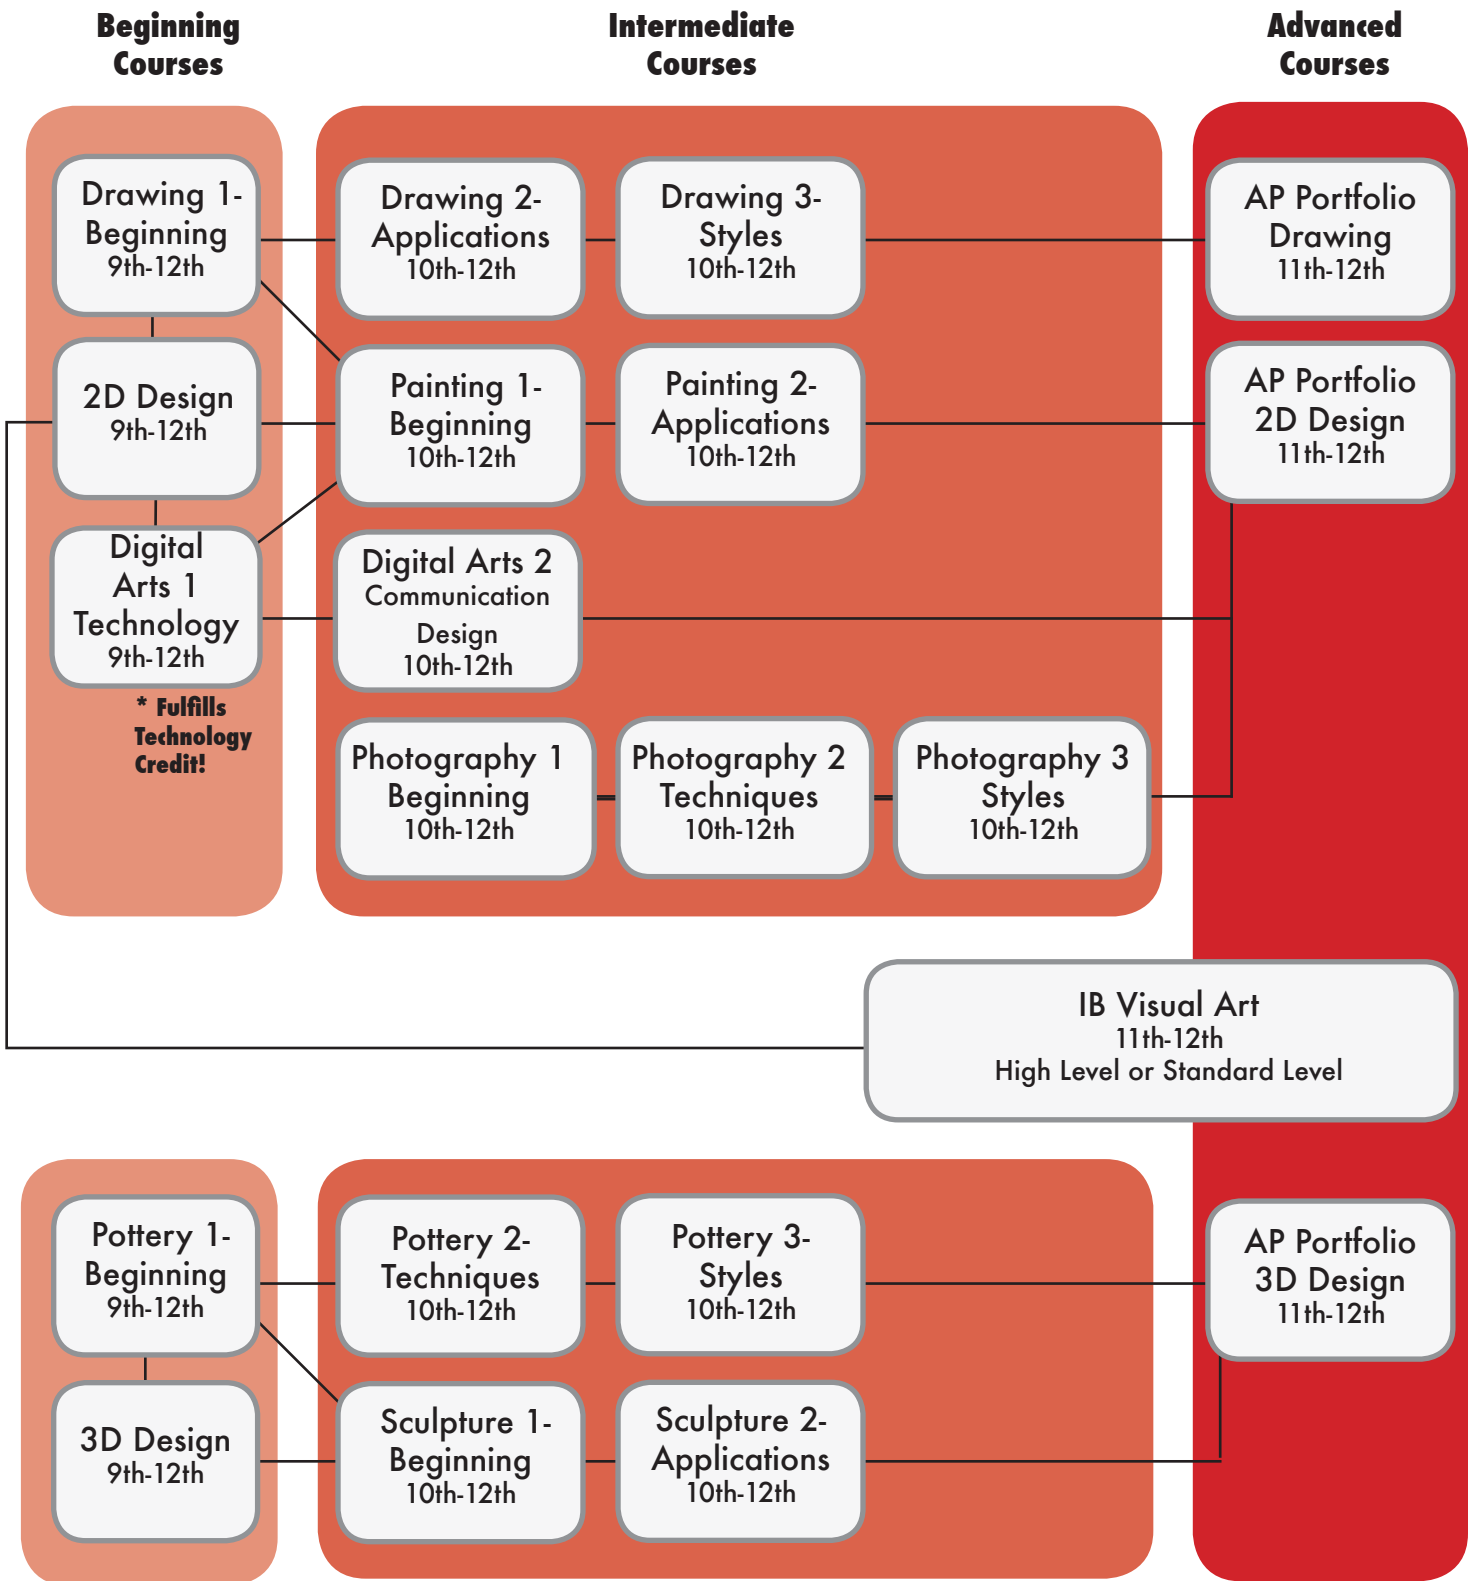 Beginning
Courses
Intermediate
Courses
Advanced
Courses
Drawing 1-
Beginning
9th-12th
Drawing 2-
Applications
10th-12th
Drawing 3-
Styles
10th-12th
AP Portfolio
Drawing
11th-12th
2D Design
9th-12th
Painting 1-
Beginning
10th-12th
Painting 2-
Applications
10th-12th
AP Portfolio
2D Design
11th-12th
Digital
Arts 1
Technology
9th-12th
* Fulfills
Technology
Credit!
Digital Arts 2
Communication
Design
10th-12th
Photography 1
Beginning
10th-12th
Photography 2
Techniques
10th-12th
Photography 3
Styles
10th-12th
IB Visual Art
11th-12th
High Level or Standard Level
Pottery 1-
Beginning
9th-12th
Pottery 2-
Techniques
10th-12th
Pottery 3-
Styles
10th-12th
AP Portfolio
3D Design
11th-12th
3D Design
9th-12th
Sculpture 1-
Beginning
10th-12th
Sculpture 2-
Applications
10th-12th